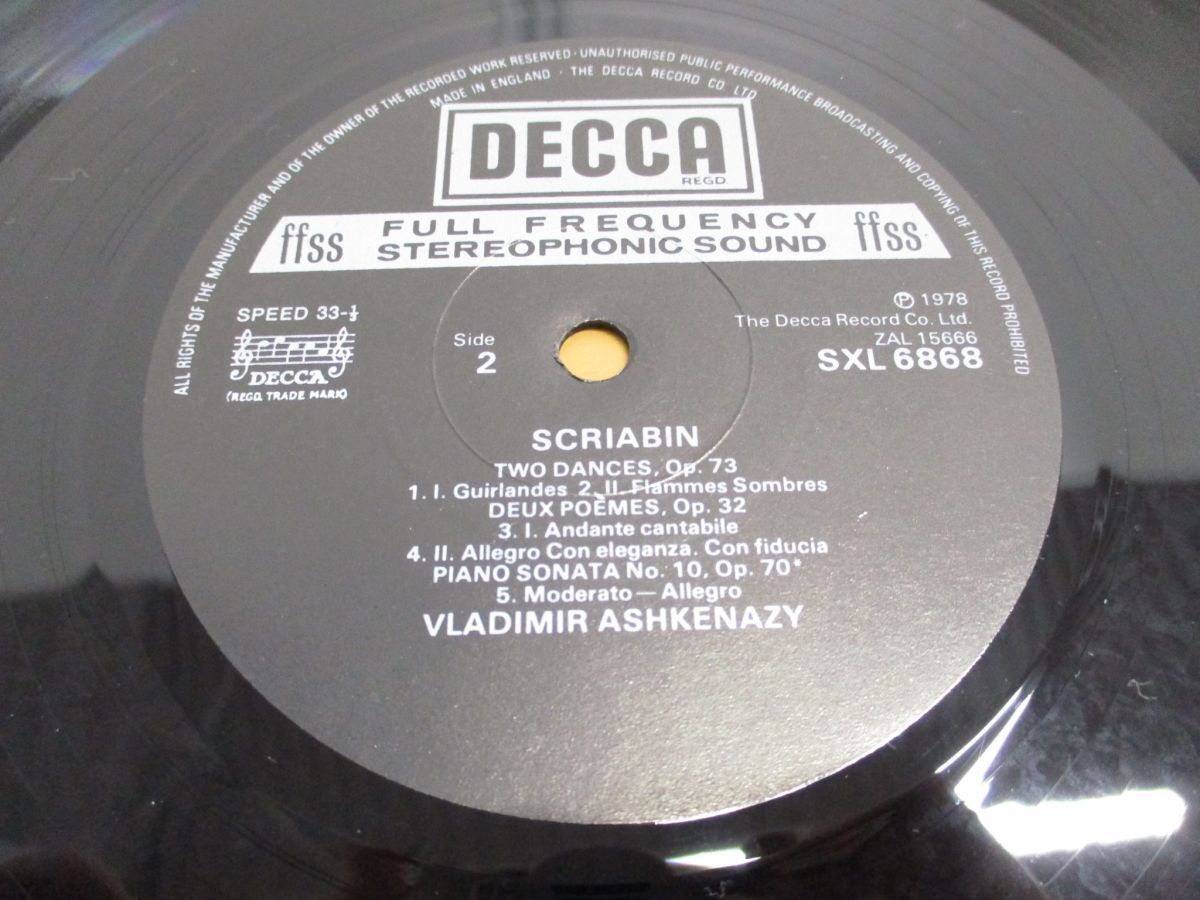 ALL RIGHTS OF THE MANUFACTURER AND OF THE OWNER OF THE RECORDED WORK RESERVED · UNAUTHORISED PUBLIC PERFORMANCE BROADCASTING AND COPYING OF THIS RECORD PROHIBITED
MADE IN ENGLAND · THE DECCA RECORD CO LTD
DECCA
REGD
ffss FULL FREQUENCY ffss
STEREOPHONIC SOUND
SPEED 33-⅓
DECCA
(REGD. TRADE MARK)
Side
2
℗ 1978
The Decca Record Co. Ltd.
ZAL 15666
SXL 6868
SCRIABIN
TWO DANCES, Op. 73
1. I. Guirlandes 2. II. Flammes Sombres
DEUX POËMES, Op. 32
3. I. Andante cantabile
4. II. Allegro Con eleganza. Con fiducia
PIANO SONATA No. 10, Op. 70*
5. Moderato — Allegro
VLADIMIR ASHKENAZY